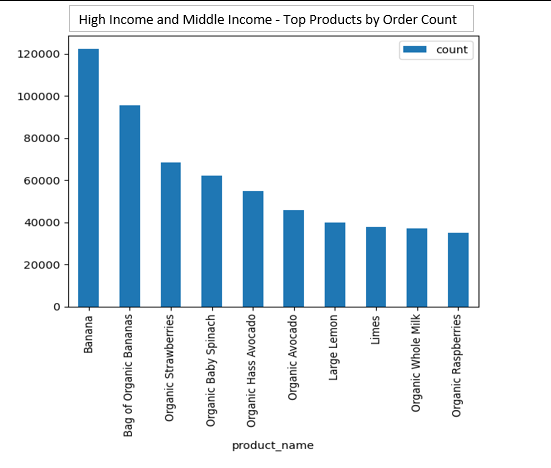 High Income and Middle Income - Top Products by Order Count
count
120000
100000
80000
60000
40000
20000
0
Banana
Bag of Organic Bananas
Organic Strawberries
Organic Baby Spinach
Organic Hass Avocado
Organic Avocado
Large Lemon
Limes
Organic Whole Milk
Organic Raspberries
product_name